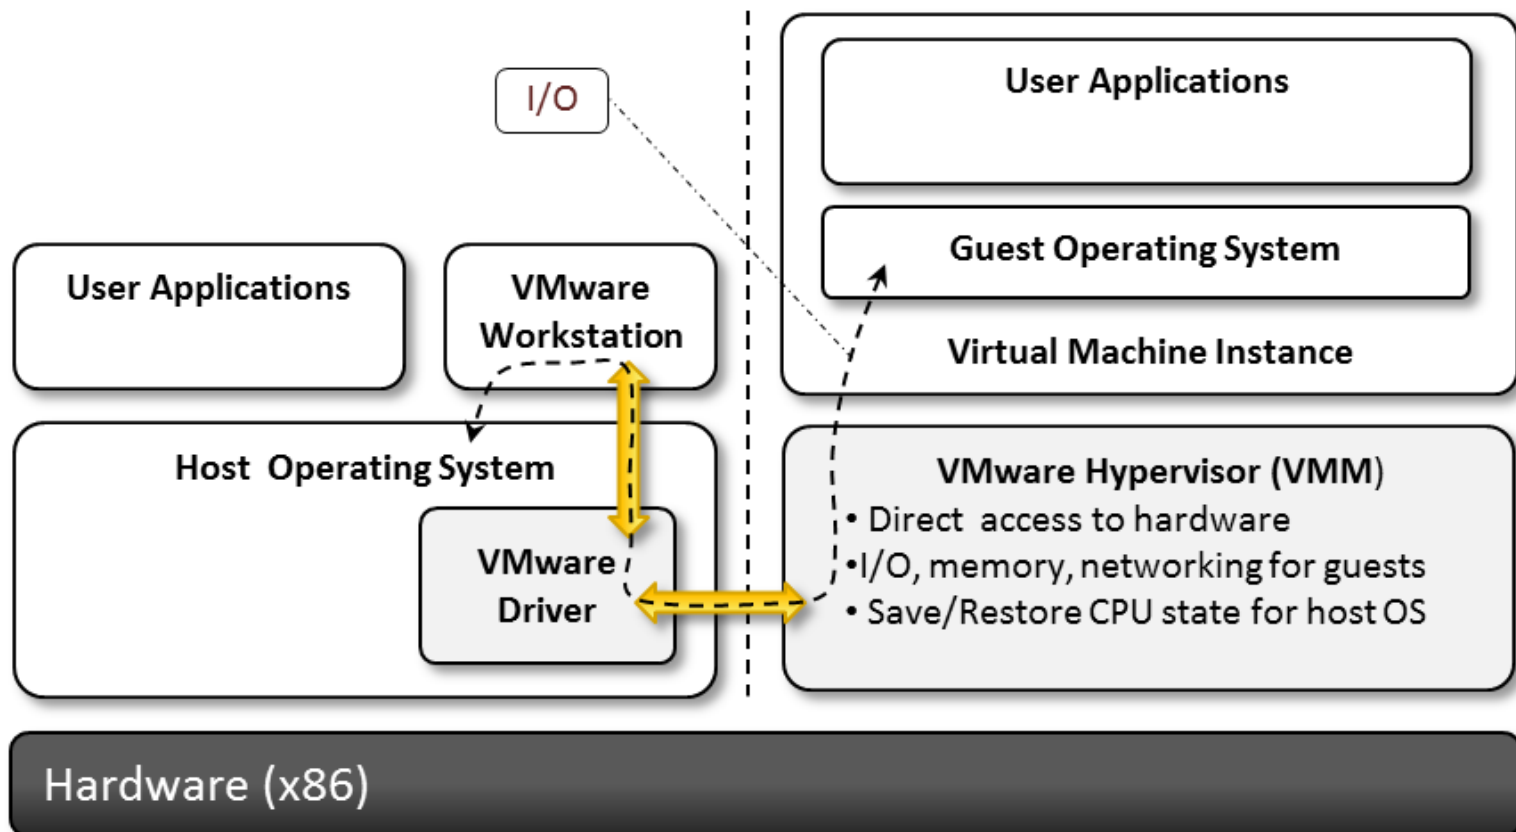 I/O
User Applications
Guest Operating System
Virtual Machine Instance
User Applications
VMware
Workstation
Host  Operating System
VMware
Driver
VMware Hypervisor (VMM)
• Direct  access to hardware
•I/O, memory, networking for guests
• Save/Restore CPU state for host OS
Hardware (x86)